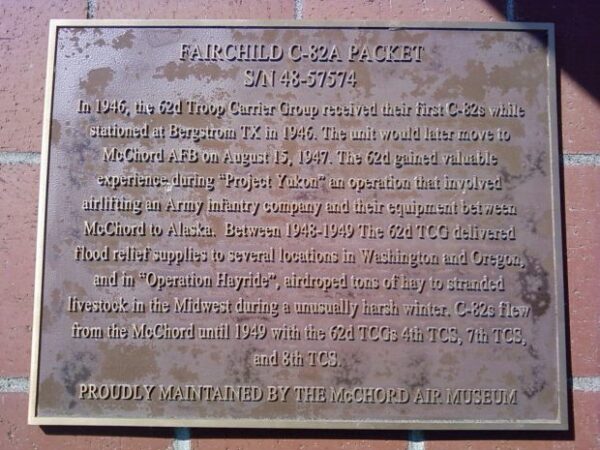 FAIRCHILD C-82A PACKET
S/N 48-57574
In 1946, the 62d Troop Carrier Group received their first C-82s while
stationed at Bergstrom TX in 1946. The unit would later move to
McChord AFB on August 15, 1947. The 62d gained valuable
experience during "Project Yukon" an operation that involved
airlifting an Army infantry company and their equipment between
McChord to Alaska. Between 1948-1949 The 62d TCG delivered
flood relief supplies to several locations in Washington and Oregon,
and in "Operation Hayride", airdroped tons of hay to stranded
livestock in the Midwest during a unusually harsh winter. C-82s flew
from the McChord until 1949 with the 62d TCGs 4th TCS, 7th TCS,
and 8th TCS.
PROUDLY MAINTAINED BY THE McCHORD AIR MUSEUM